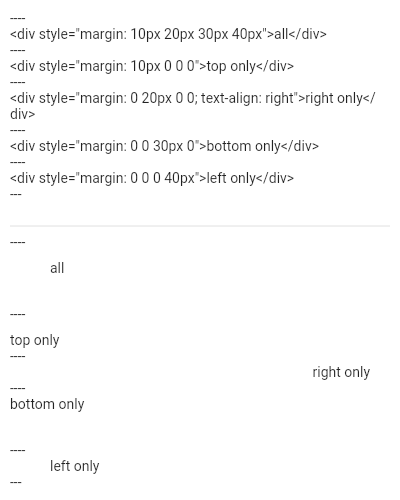 ----
<div style="margin: 10px 20px 30px 40px">all</div>
----
<div style="margin: 10px 0 0 0">top only</div>
----
<div style="margin: 0 20px 0 0; text-align: right">right only</
div>
----
<div style="margin: 0 0 30px 0">bottom only</div>
----
<div style="margin: 0 0 0 40px">left only</div>
---
----
all
----
top only
----
right only
----
bottom only
----
left only
---